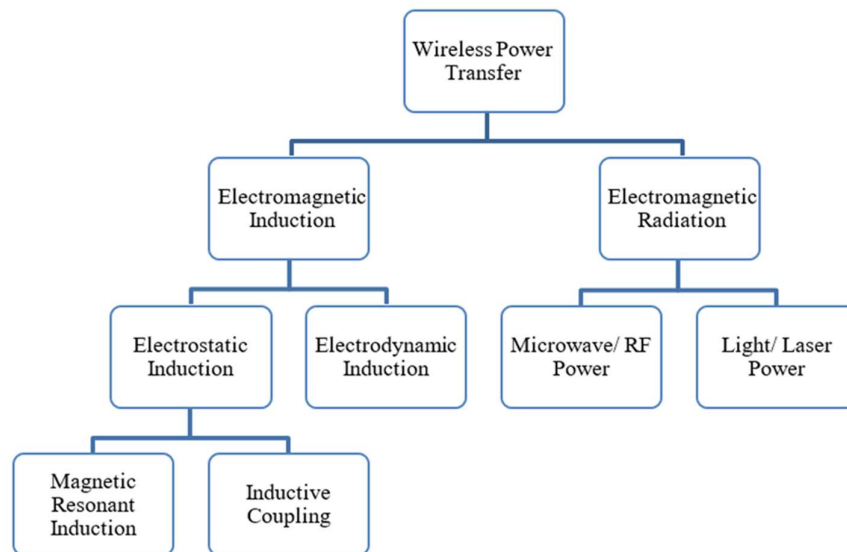 Wireless Power
Transfer
Electromagnetic
Induction
Electromagnetic
Radiation
Electrostatic
Induction
Electrodynamic
Induction
Microwave/ RF
Power
Light/ Laser
Power
Magnetic
Resonant
Induction
Inductive
Coupling